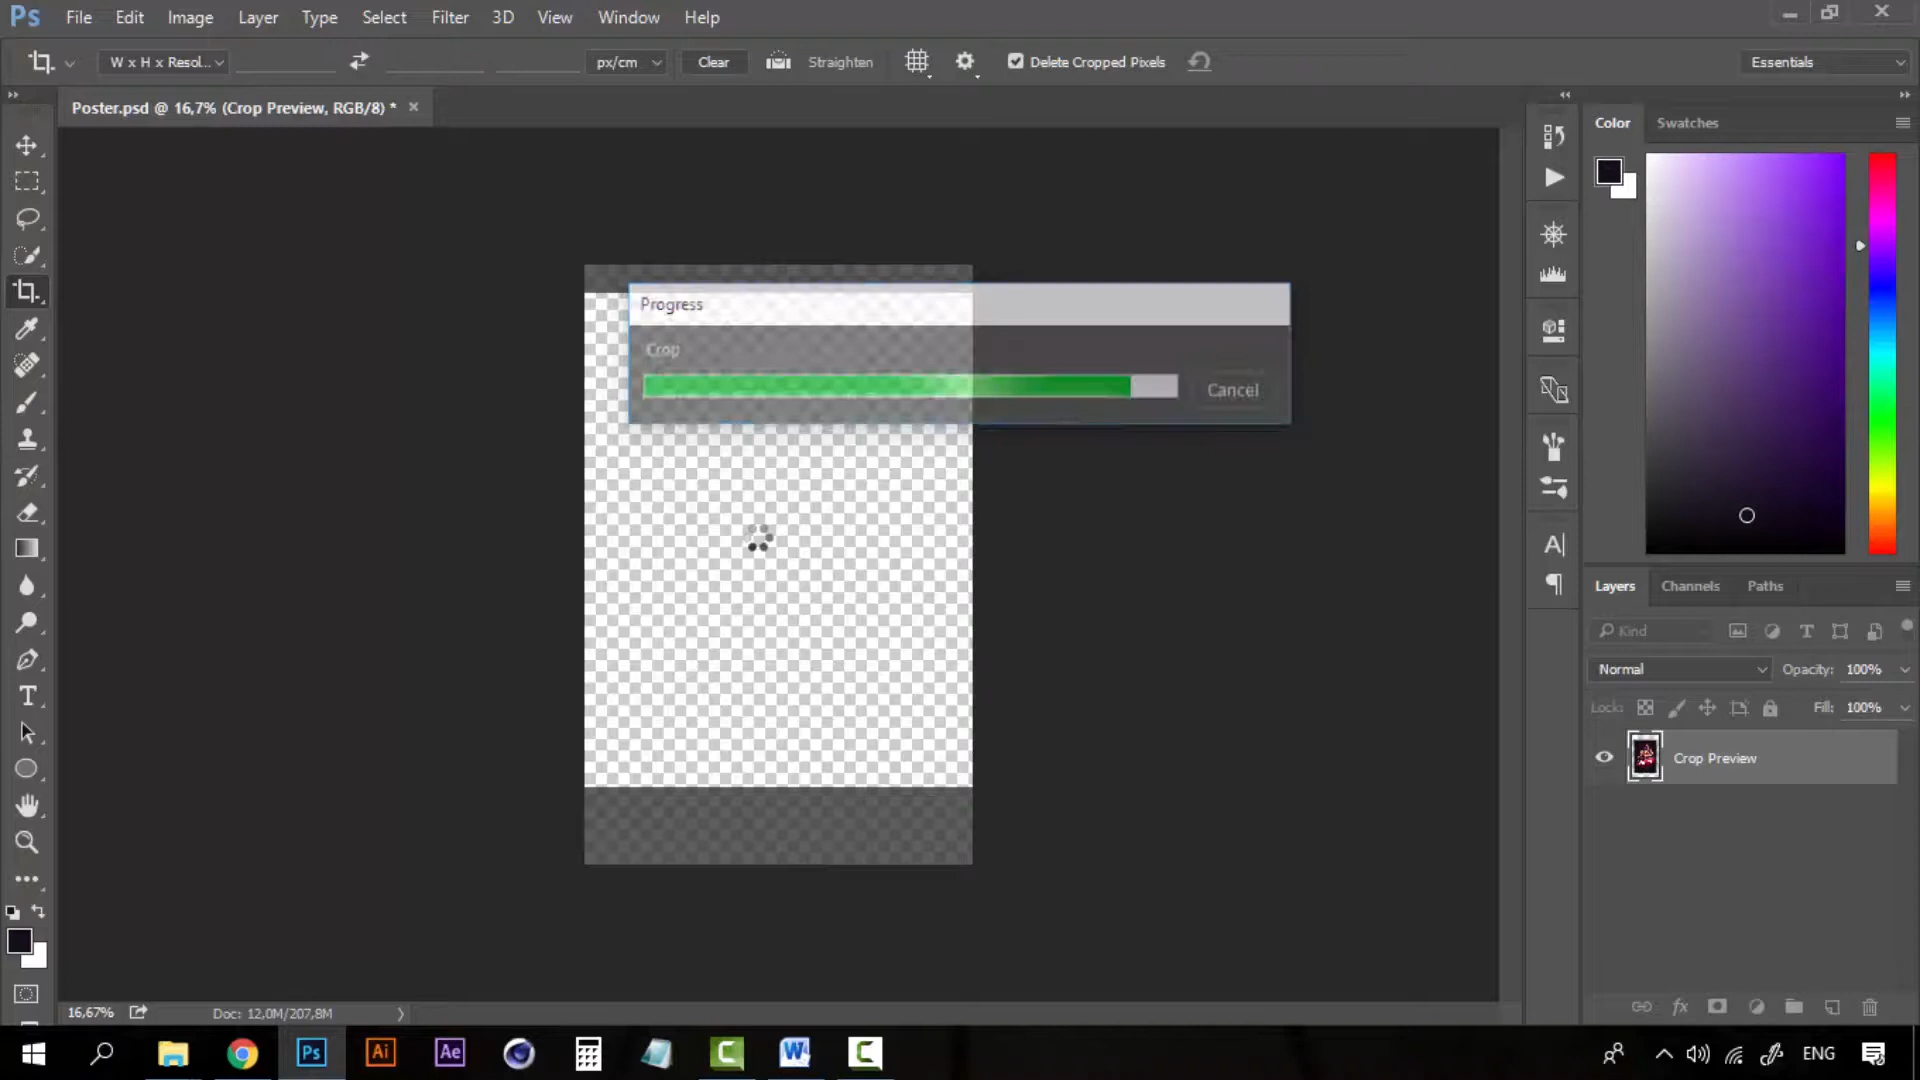 Ps File Edit Image Layer Type Select Filter 3D View Window Help
W x H x Resol... px/cm Clear Straighten Delete Cropped Pixels Essentials
Poster.psd @ 16,7% (Crop Preview, RGB/8) *
Color Swatches
Progress
Crop
Cancel
Layers Channels Paths
Kind
Normal Opacity: 100%
Lock: Fill: 100%
Crop Preview
16,67% Doc: 12,0M/207,8M
Ps Ai Ae ENG